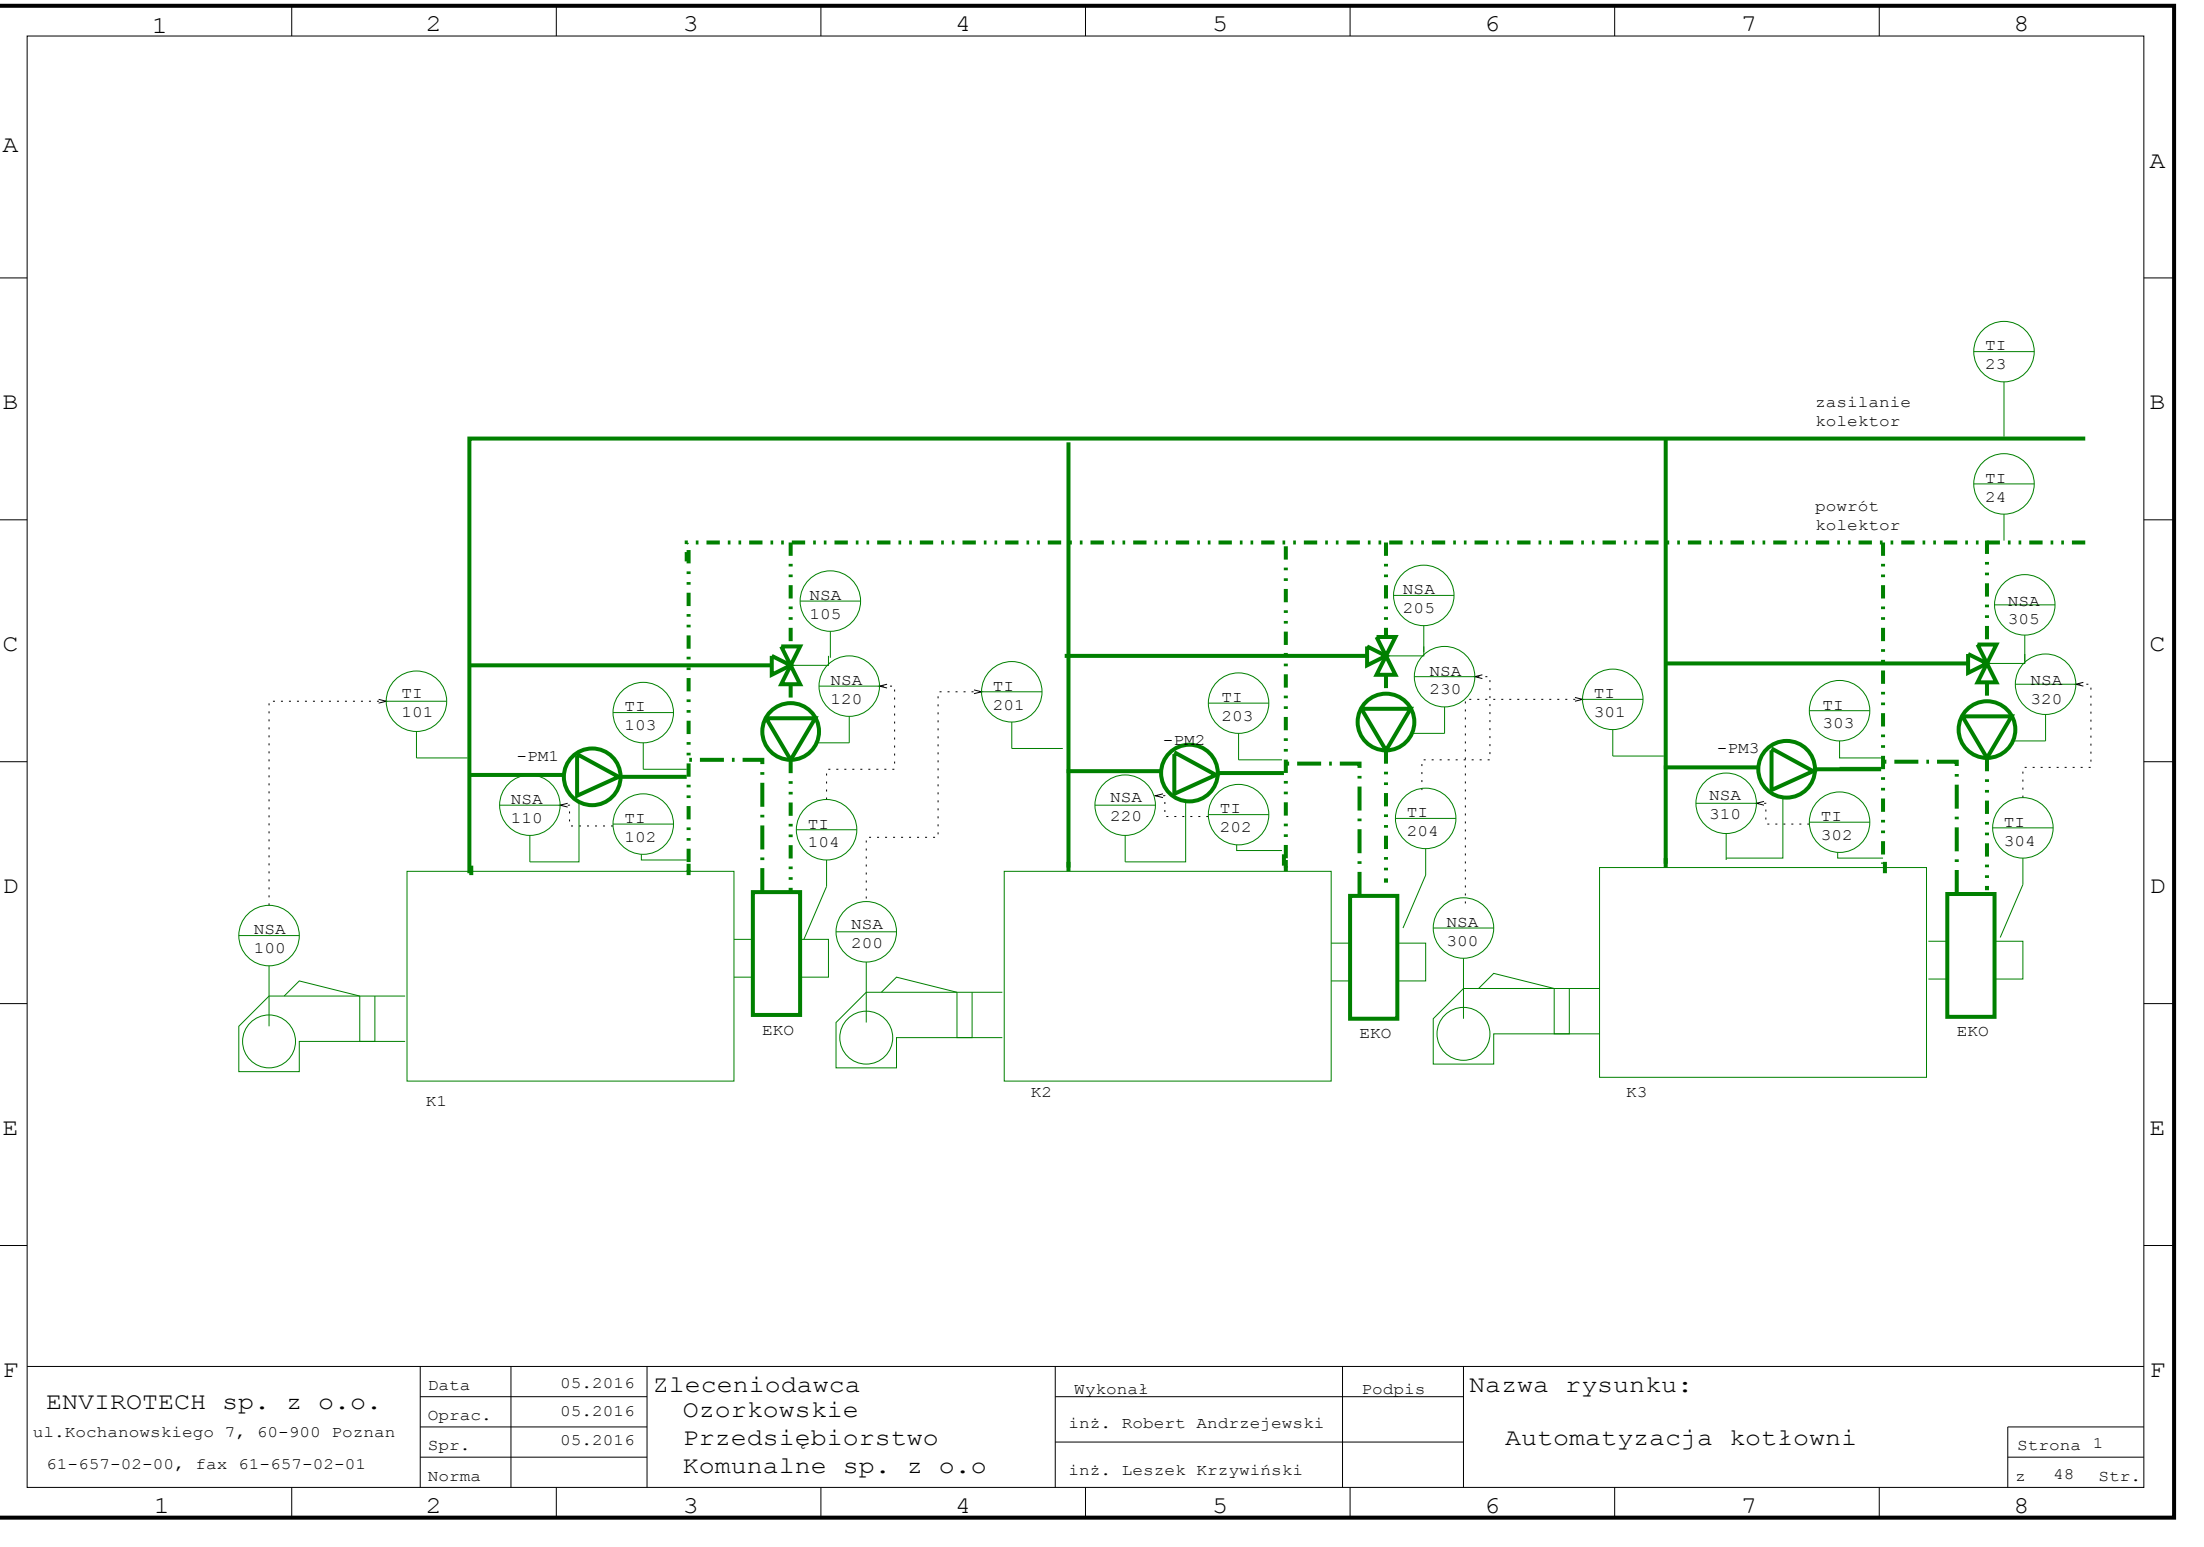 1 2 3 4 5 6 7 8
A A
B B
C C
D D
E E
F F
TI 23
zasilanie
kolektor
TI 24
powrót
kolektor
NSA 105
NSA 205
NSA 305
TI 101
TI 103
NSA 120
TI 201
TI 203
NSA 230
TI 301
TI 303
NSA 320
-PM1
-PM2
-PM3
NSA 110
TI 102
TI 104
NSA 220
TI 202
TI 204
NSA 310
TI 302
TI 304
NSA 100
NSA 200
NSA 300
EKO
EKO
EKO
K1
K2
K3
ENVIROTECH sp. z o.o.
ul.Kochanowskiego 7, 60-900 Poznan
61-657-02-00, fax 61-657-02-01
Data 05.2016
Oprac. 05.2016
Spr. 05.2016
Norma
Zleceniodawca
Ozorkowskie
Przedsiębiorstwo
Komunalne sp. z o.o
Wykonał Podpis
inż. Robert Andrzejewski
inż. Leszek Krzywiński
Nazwa rysunku:
Automatyzacja kotłowni
Strona 1
z 48 Str.
1 2 3 4 5 6 7 8